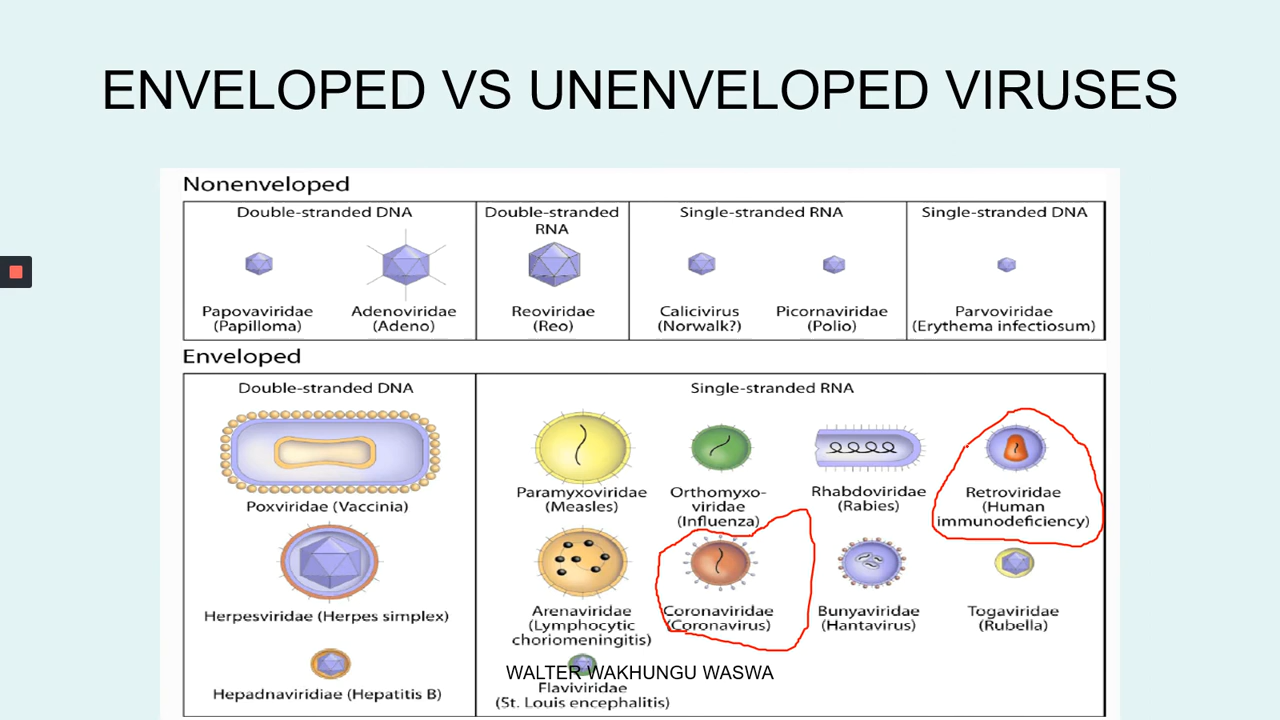 ENVELOPED VS UNENVELOPED VIRUSES
Nonenveloped
Double-stranded DNA
Double-stranded
RNA
Single-stranded RNA
Single-stranded DNA
Papovaviridae
(Papilloma)
Adenoviridae
(Adeno)
Reoviridae
(Reo)
Calicivirus
(Norwalk?)
Picornaviridae
(Polio)
Parvoviridae
(Erythema infectiosum)
Enveloped
Double-stranded DNA
Single-stranded RNA
Poxviridae (Vaccinia)
Paramyxoviridae
(Measles)
Orthomyxo-
viridae
(Influenza)
Rhabdoviridae
(Rabies)
Retroviridae
(Human
immunodeficiency)
Herpesviridae (Herpes simplex)
Arenaviridae
(Lymphocytic
choriomeningitis)
Coronaviridae
(Coronavirus)
Bunyaviridae
(Hantavirus)
Togaviridae
(Rubella)
Hepadnaviridiae (Hepatitis B)
WALTER WAKHUNGU WASWA
Flaviviridae
(St. Louis encephalitis)